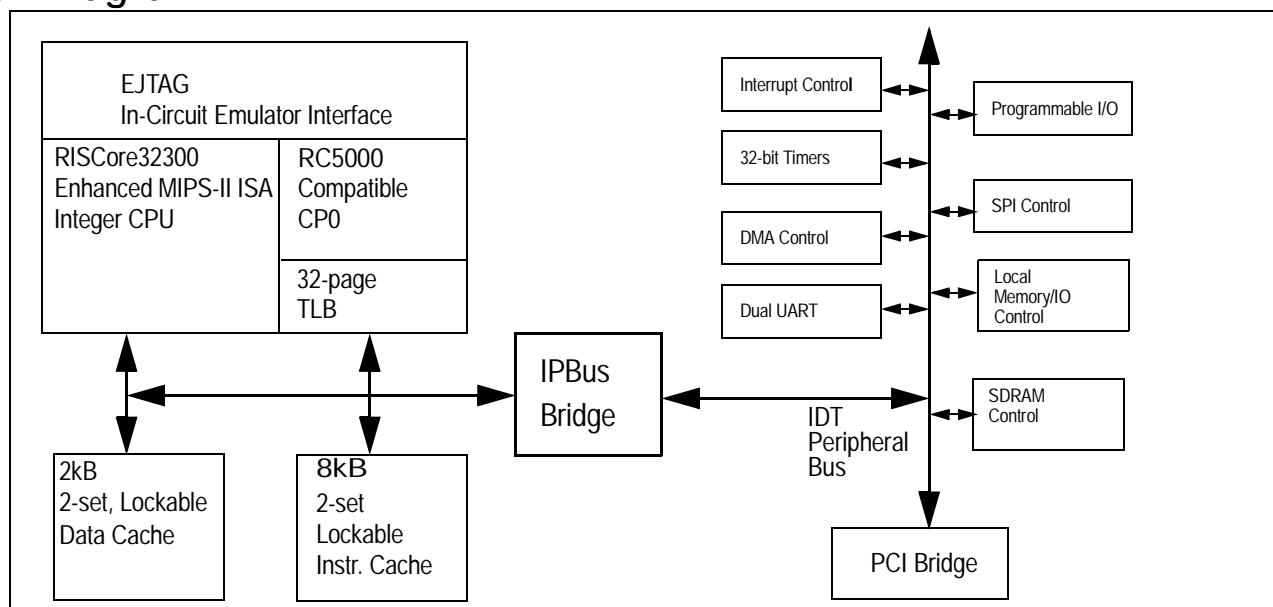 EJTAG
In-Circuit Emulator Interface
RISCore32300
Enhanced MIPS-II ISA
Integer CPU
RC5000
Compatible
CP0
32-page
TLB
2kB
2-set, Lockable
Data Cache
8kB
2-set
Lockable
Instr. Cache
IPBus
Bridge
IDT
Peripheral
Bus
Interrupt Control
32-bit Timers
DMA Control
Dual UART
Programmable I/O
SPI Control
Local
Memory/IO
Control
SDRAM
Control
PCI Bridge